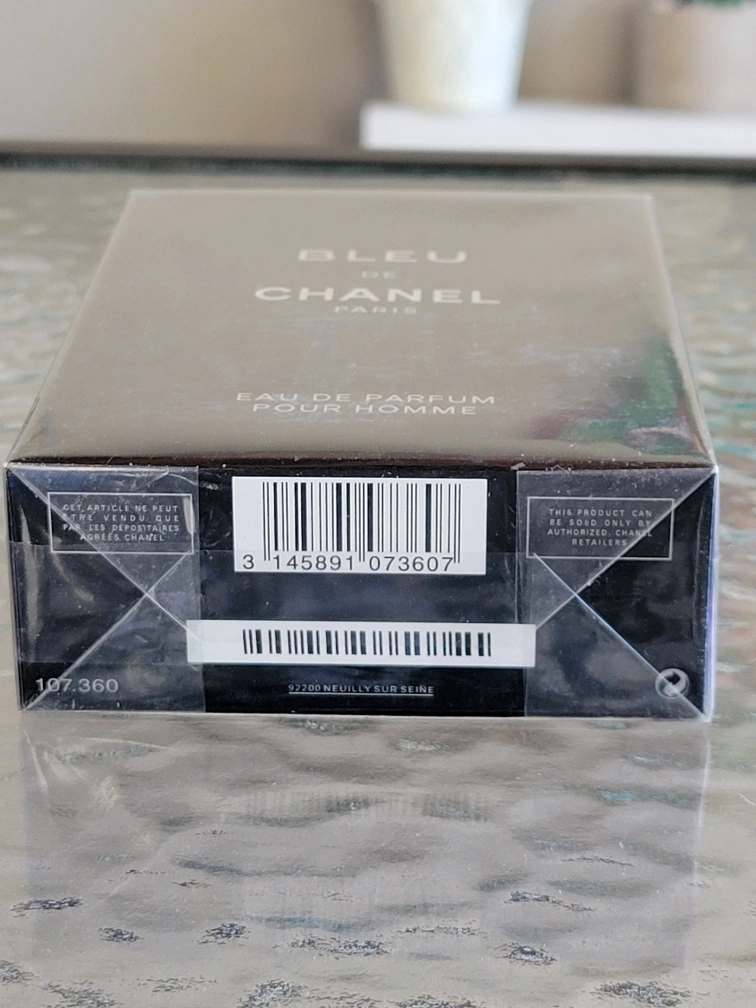 BLEU
DE
CHANEL
PARIS
EAU DE PARFUM
POUR HOMME
CET ARTICLE NE PEUT
ETRE VENDU QUE
PAR LES DÉPOSITAIRES
AGRÉÉS CHANEL
3 145891 073607
THIS PRODUCT CAN
BE SOLD ONLY BY
AUTHORIZED CHANEL
RETAILERS
107.360
92200 NEUILLY SUR SEINE